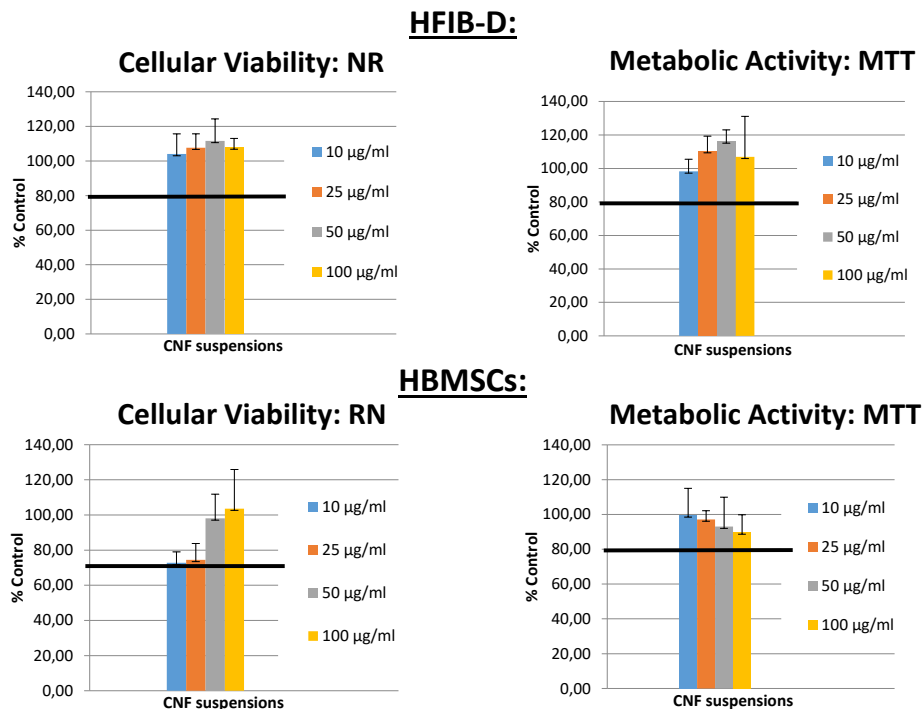 HFIB-D:
Cellular Viability: NR
% Control
140,00
120,00
100,00
80,00
60,00
40,00
20,00
0,00
CNF suspensions
10 µg/ml
25 µg/ml
50 µg/ml
100 µg/ml
Metabolic Activity: MTT
% Control
140,00
120,00
100,00
80,00
60,00
40,00
20,00
0,00
CNF suspensions
10 µg/ml
25 µg/ml
50 µg/ml
100 µg/ml
HBMSCs:
Cellular Viability: RN
% Control
140,00
120,00
100,00
80,00
60,00
40,00
20,00
0,00
CNF suspensions
10 µg/ml
25 µg/ml
50 µg/ml
100 µg/ml
Metabolic Activity: MTT
% Control
140,00
120,00
100,00
80,00
60,00
40,00
20,00
0,00
CNF suspensions
10 µg/ml
25 µg/ml
50 µg/ml
100 µg/ml